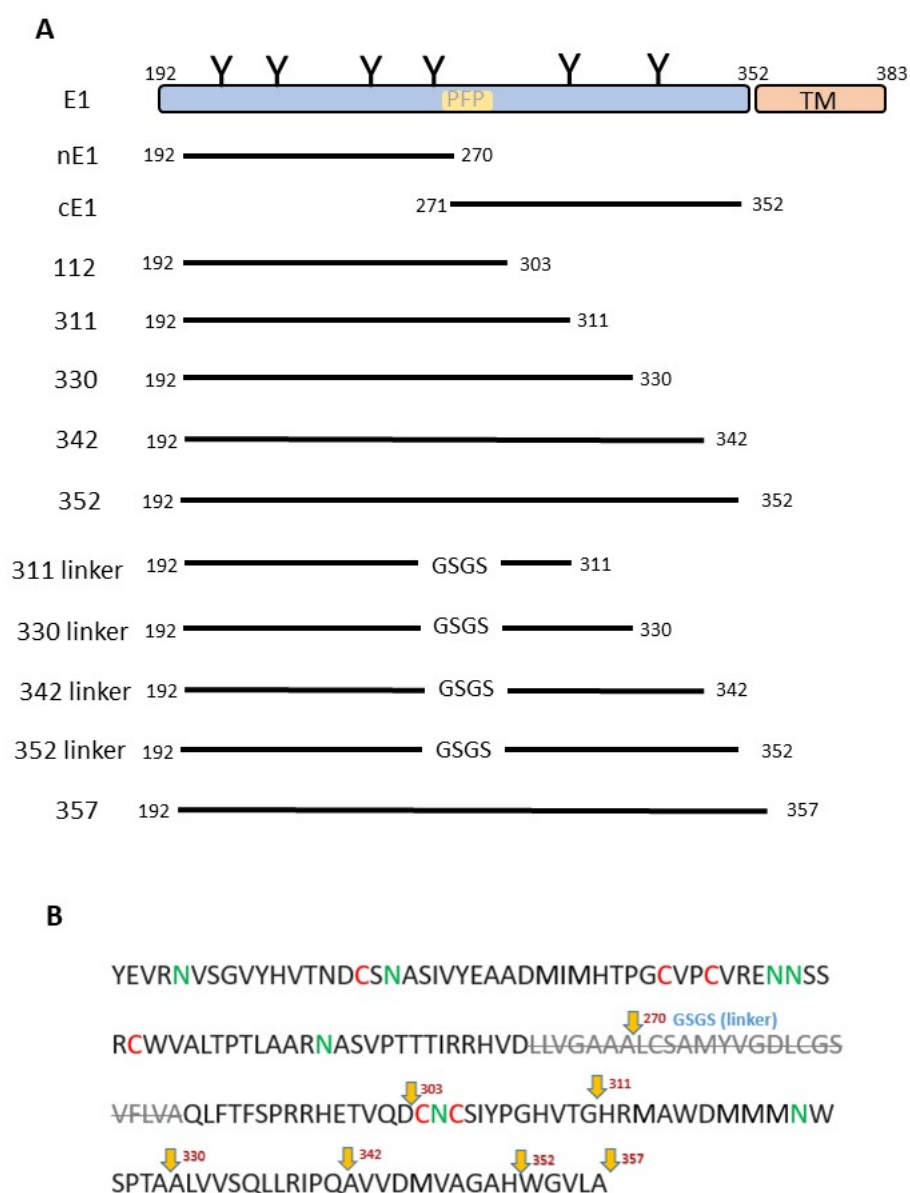 A
192 352 383
E1 PFP TM
nE1 192 270
cE1 271 352
112 192 303
311 192 311
330 192 330
342 192 342
352 192 352
311 linker 192 GSGS 311
330 linker 192 GSGS 330
342 linker 192 GSGS 342
352 linker 192 GSGS 352
357 192 357
B
YEVRNVSGVYHVTNDCSNASIVYEAADMIMHTPGCVPCVRENNSS
270 GSGS (linker)
RCWVALTPTLAARNASVPTTTIRRHVDLLVGAAALCSAMYVGDLCGS
303 311
VFLVAQLFTFSPRRHETVQDCNCSIYPGHVTGHRMAWDMMMNW
330 342 352 357
SPTAALVVSQLLRIPQAVVDMVAGAHWGVLA